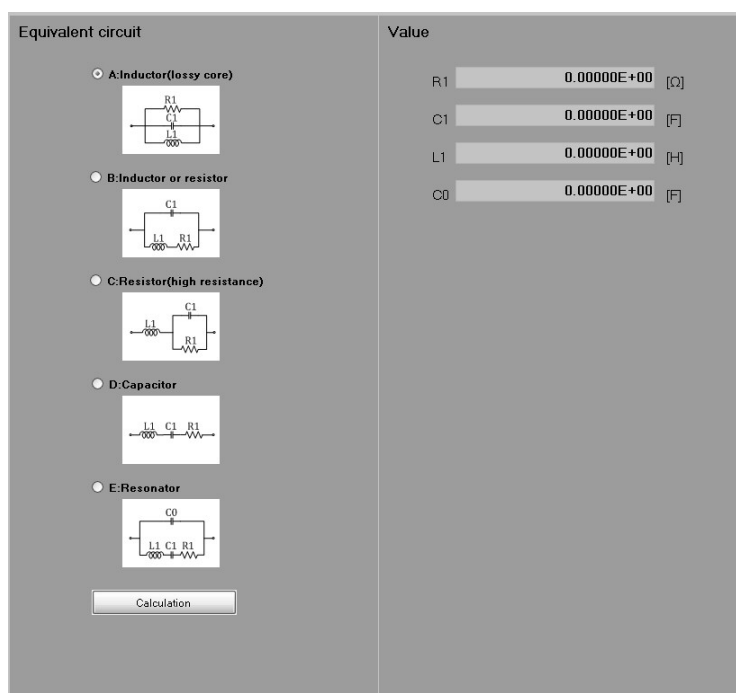 Equivalent circuit
A:Inductor(lossy core)
R1
C1
L1
B:Inductor or resistor
C1
L1 R1
C:Resistor(high resistance)
C1
L1
R1
D:Capacitor
L1 C1 R1
E:Resonator
C0
L1 C1 R1
Calculation
Value
R1 0.00000E+00 [Ω]
C1 0.00000E+00 [F]
L1 0.00000E+00 [H]
C0 0.00000E+00 [F]